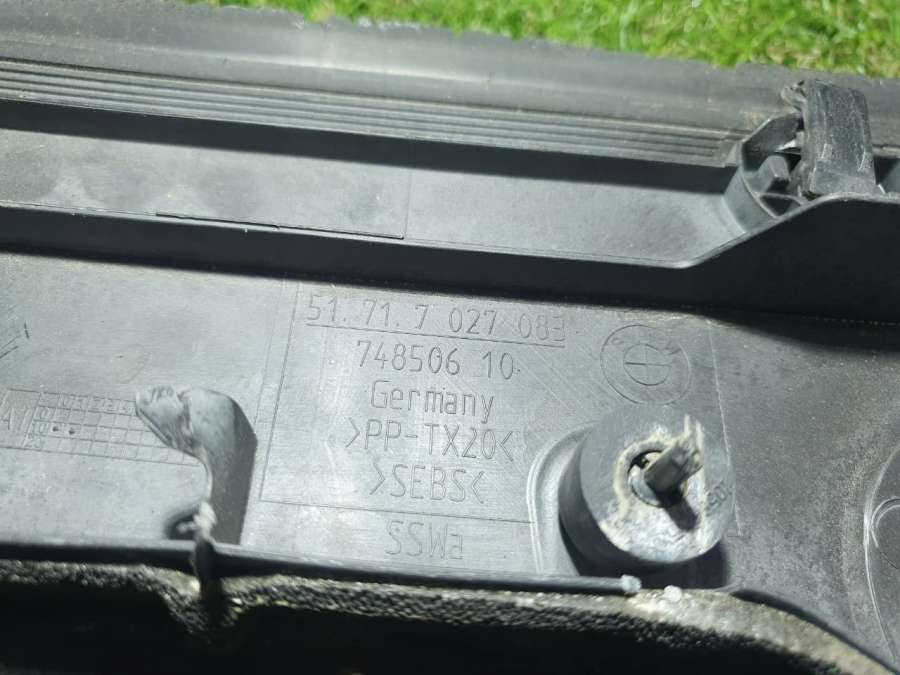 51. 71. 7 027 083
748506 10
Germany
>PP-TX20<
>SEBS<
SSWa